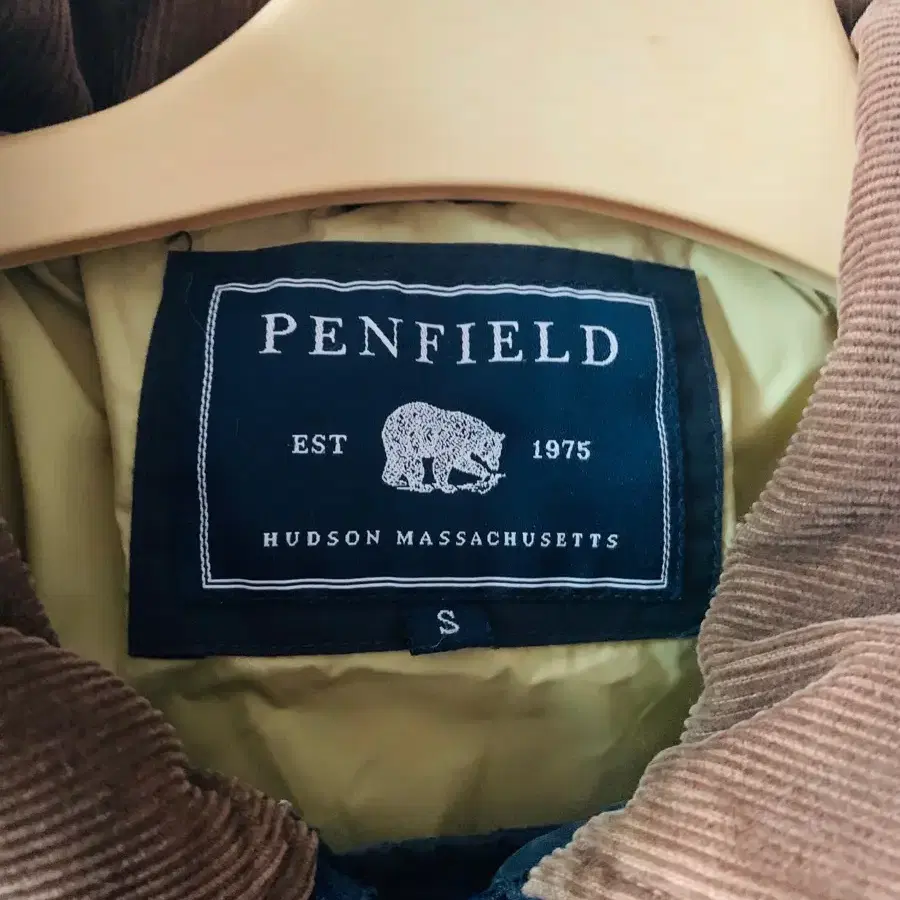 PENFIELD
EST 1975
HUDSON MASSACHUSETTS
S